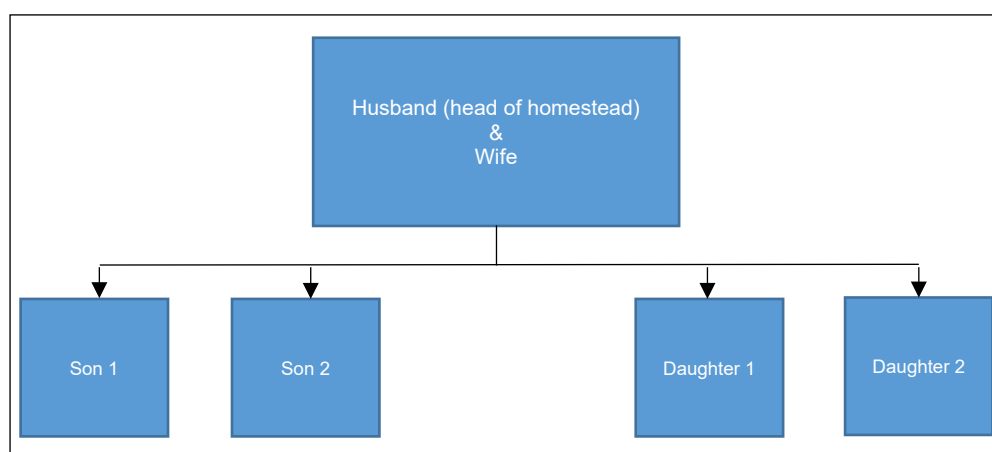 Husband (head of homestead)
&
Wife
Son 1
Son 2
Daughter 1
Daughter 2